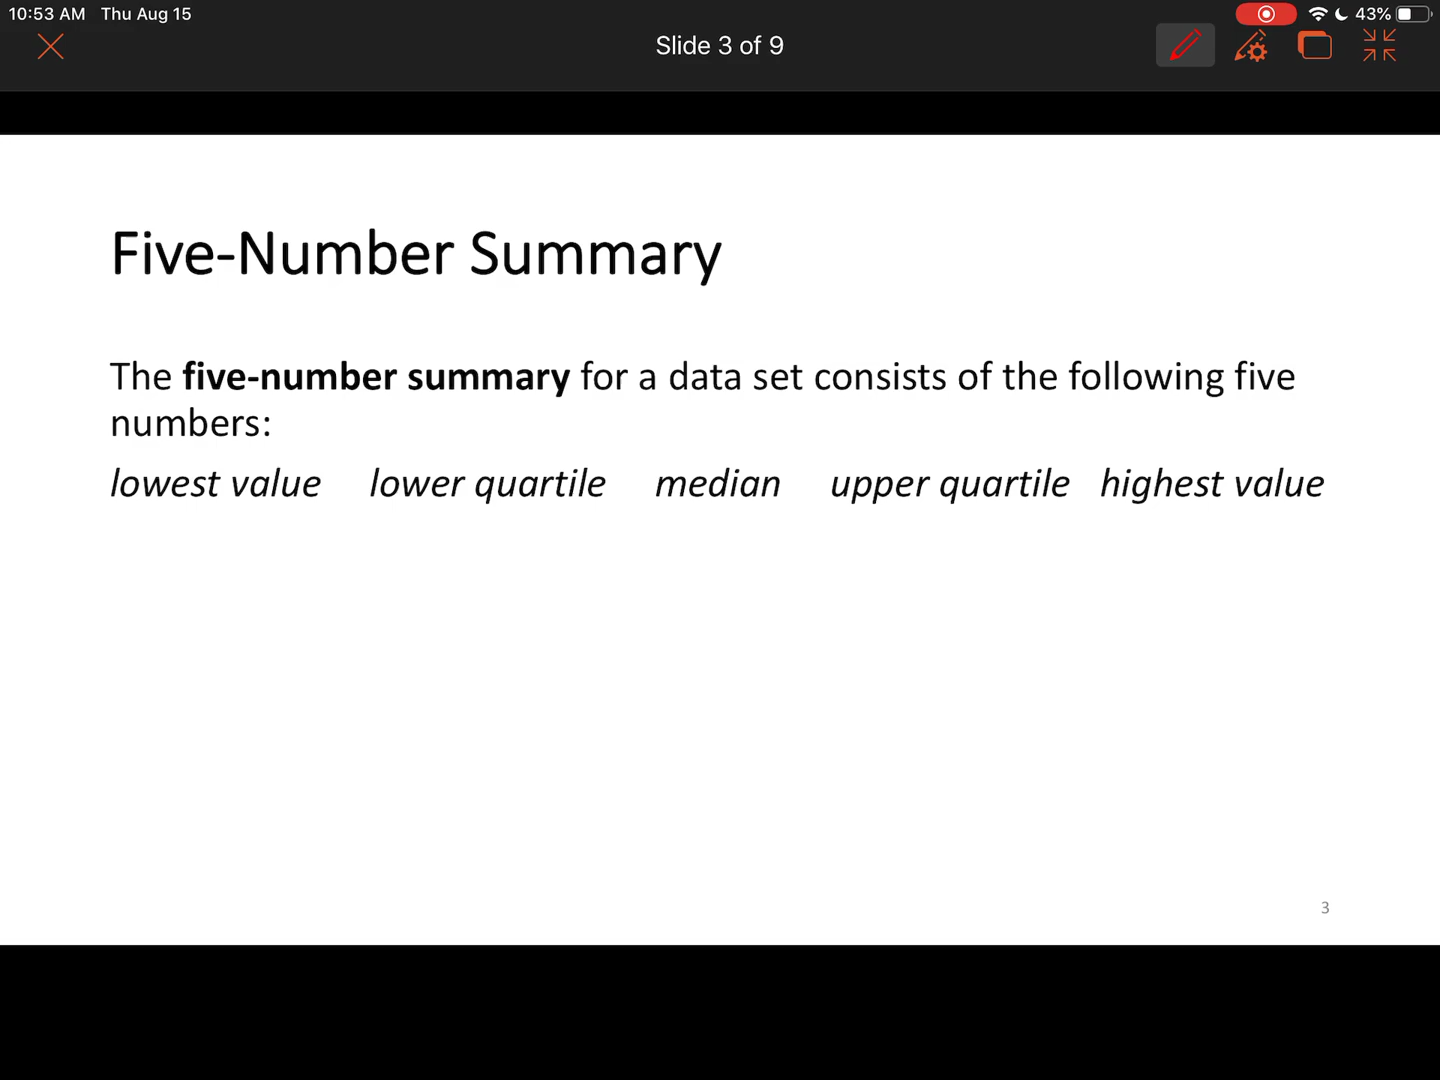 10:53 AM Thu Aug 15
43%
Slide 3 of 9
Five-Number Summary
The five-number summary for a data set consists of the following five
numbers:
lowest value lower quartile median upper quartile highest value
3